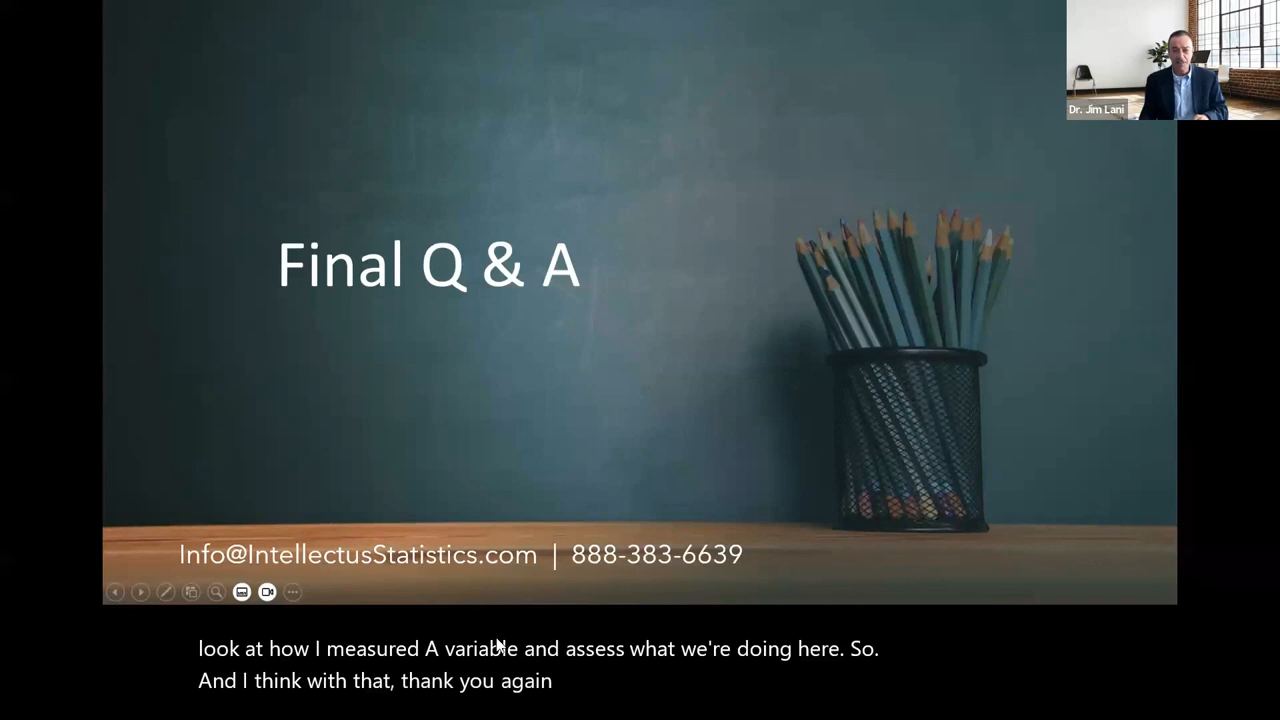 Dr. Jim Lani
Final Q & A
Info@IntellectusStatistics.com | 888-383-6639
look at how I measured A variable and assess what we're doing here. So.
And I think with that, thank you again